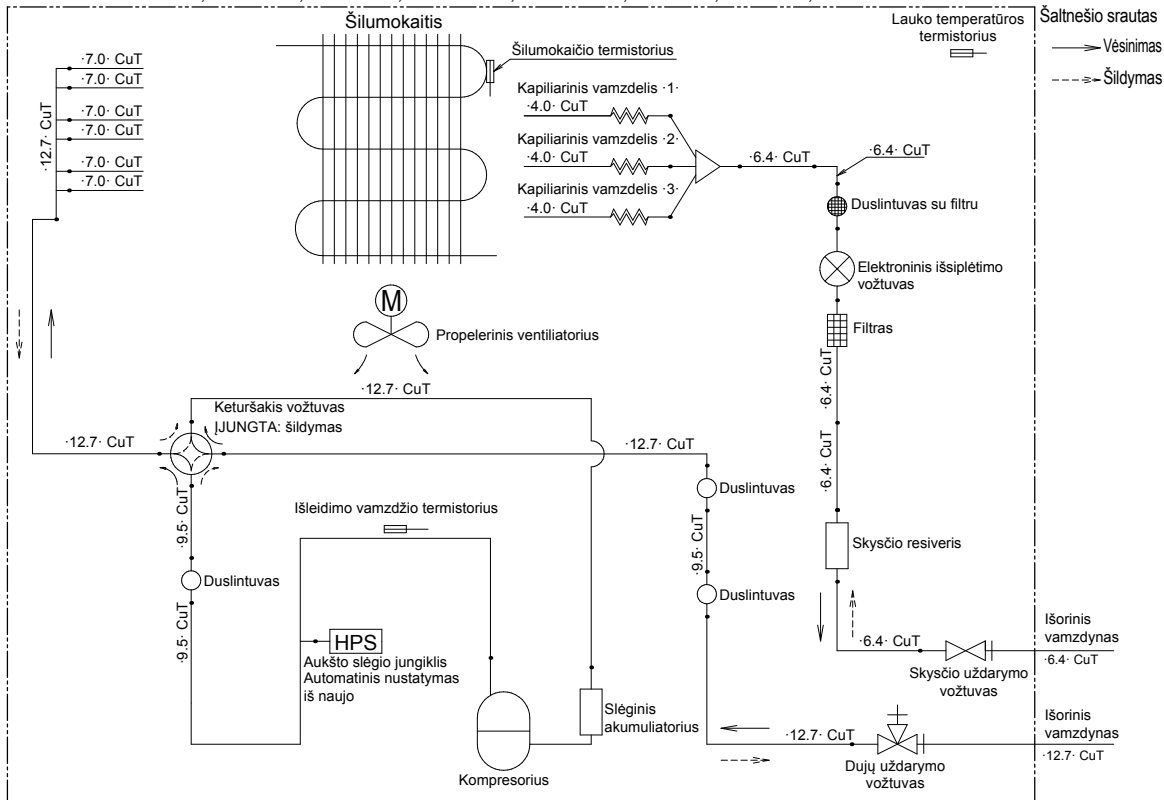 Šilumokaitis
Lauko temperatūros
termistorius
Šaltnešio srautas
Vėsinimas
Šildymas
Šilumokaičio termistorius
·7.0· CuT
·7.0· CuT
·7.0· CuT
·7.0· CuT
·7.0· CuT
·7.0· CuT
·12.7· CuT
Kapiliarinis vamzdelis ·1·
·4.0· CuT
Kapiliarinis vamzdelis ·2·
·4.0· CuT
Kapiliarinis vamzdelis ·3·
·4.0· CuT
·6.4· CuT
·6.4· CuT
Duslintuvas su filtru
Elektroninis išsiplėtimo
vožtuvas
Filtras
·6.4· CuT
·6.4· CuT
M
Propelerinis ventiliatorius
·12.7· CuT
Keturšakis vožtuvas
ĮJUNGTA: šildymas
·12.7· CuT
·12.7· CuT
·9.5· CuT
Duslintuvas
·9.5· CuT
Išleidimo vamzdžio termistorius
HPS
Aukšto slėgio jungiklis
Automatinis nustatymas
iš naujo
Kompresorius
Slėginis
akumuliatorius
Duslintuvas
·9.5· CuT
Duslintuvas
Skysčio resiveris
·6.4· CuT
Skysčio uždarymo
vožtuvas
Išorinis
vamzdynas
·6.4· CuT
·12.7· CuT
Dujų uždarymo
vožtuvas
Išorinis
vamzdynas
·12.7· CuT